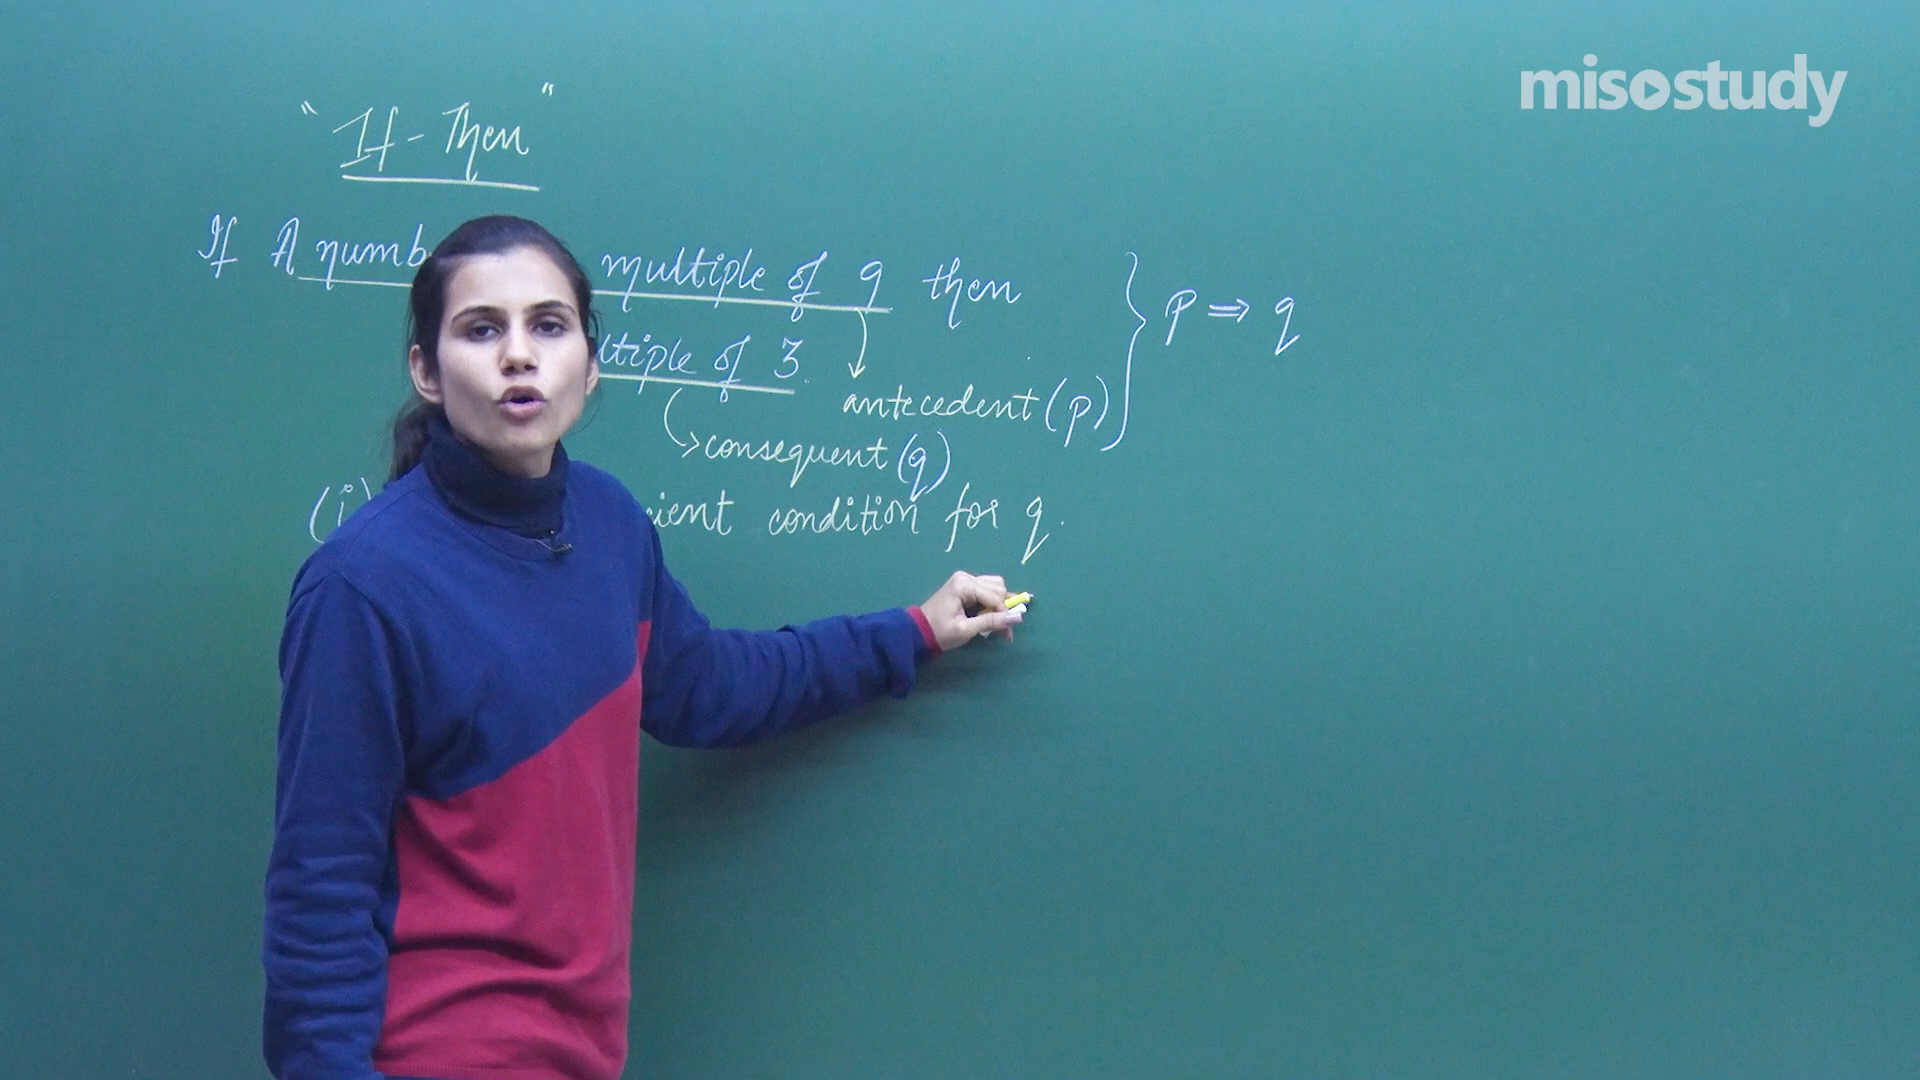 misostudy
"If-Then"
If A numb multiple of 9 then
ltiple of 3.
antecedent (p)
consequent (q)
} p ⇒ q
(i) cient condition for q.